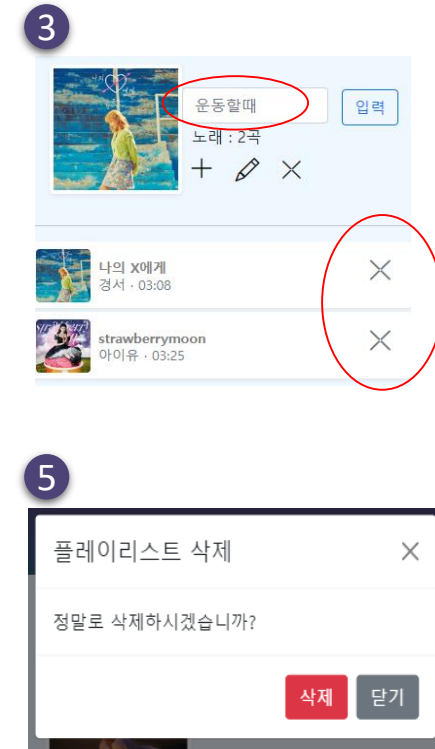 3
운동할때
입력
노래 : 2곡
나의 X에게
경서 · 03:08
strawberrymoon
아이유 · 03:25
5
플레이리스트 삭제
정말로 삭제하시겠습니까?
삭제
닫기